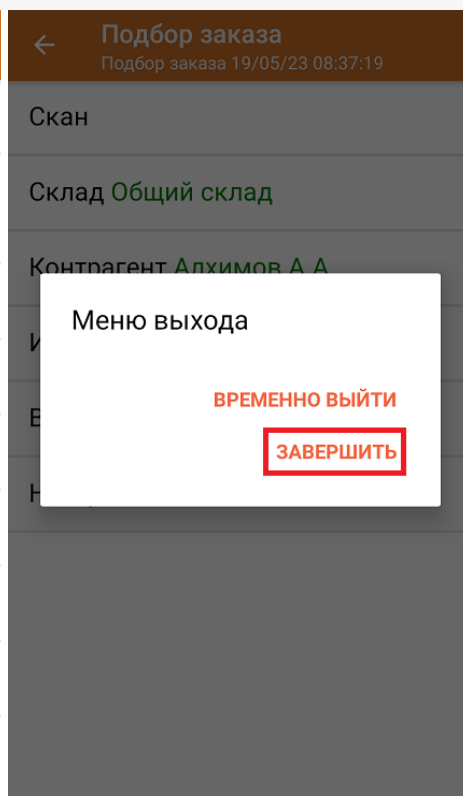 Подбор заказа
Подбор заказа 19/05/23 08:37:19
Скан
Склад Общий склад
Контрагент Алхимов А А
Меню выхода
ВРЕМЕННО ВЫЙТИ
ЗАВЕРШИТЬ